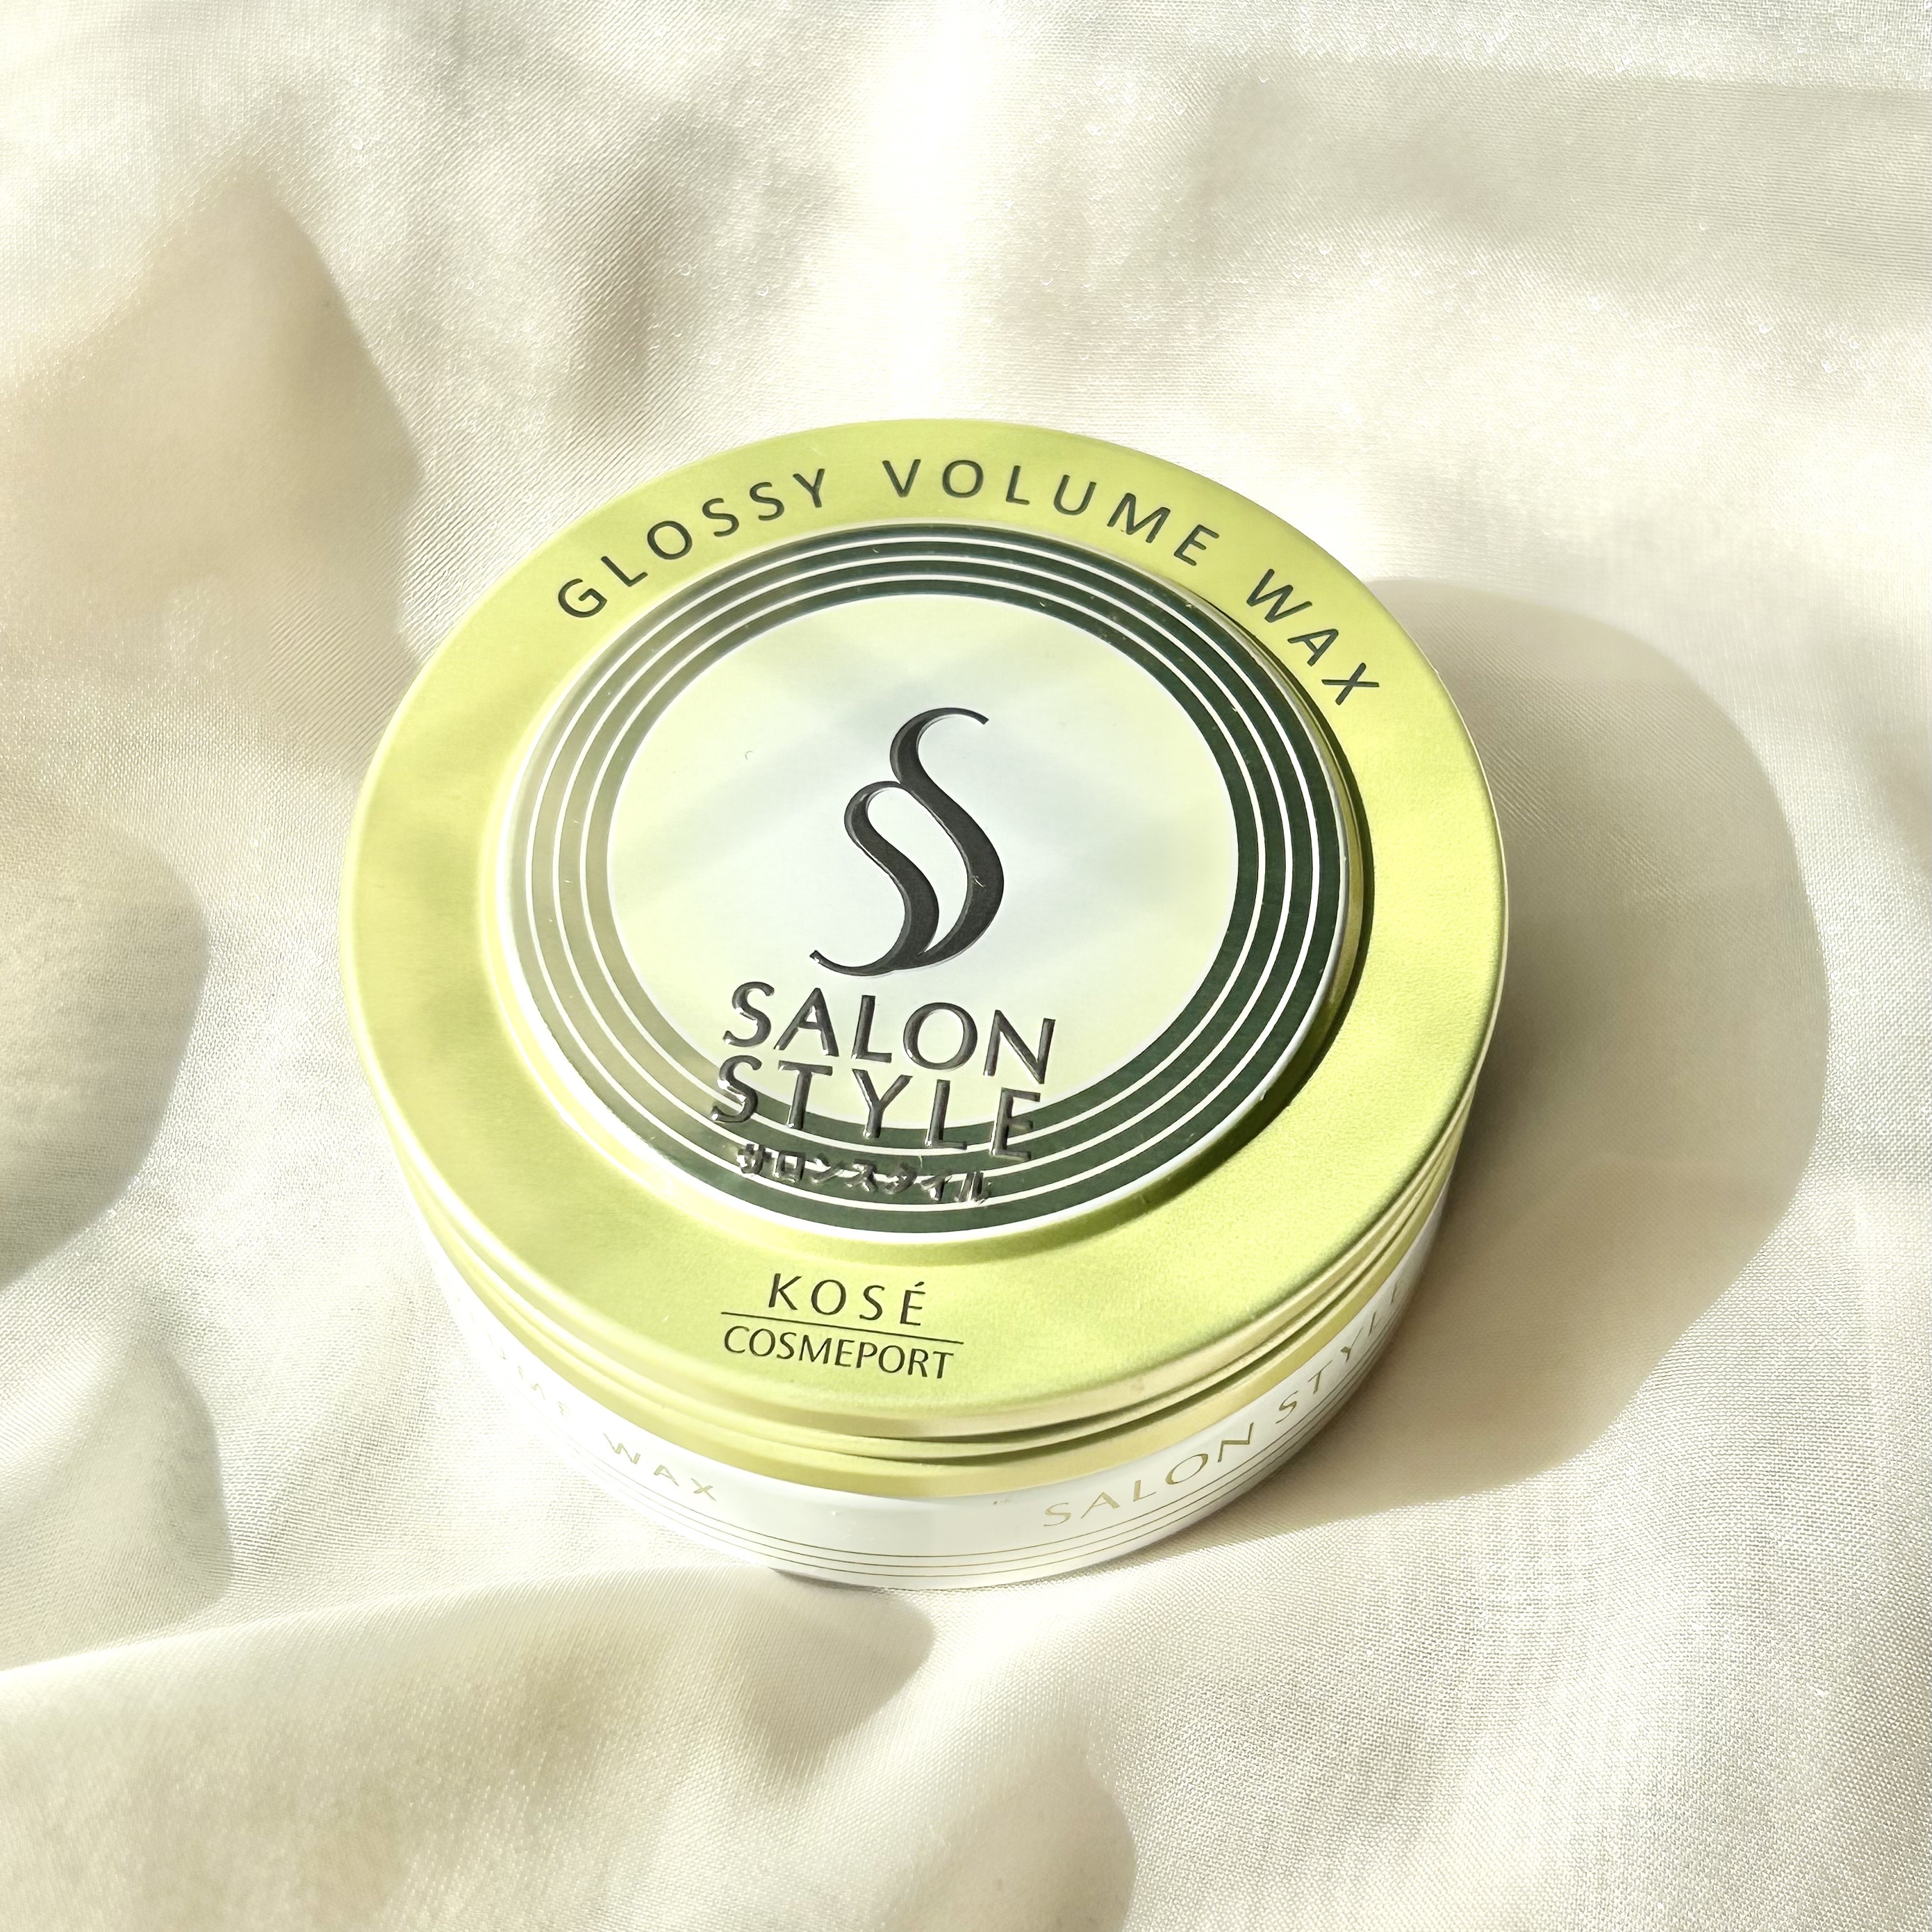 GLOSSY VOLUME WAX
SALON
STYLE
サロンスタイル
KOSÉ
COSMEPORT
WAX
SALON STYLE